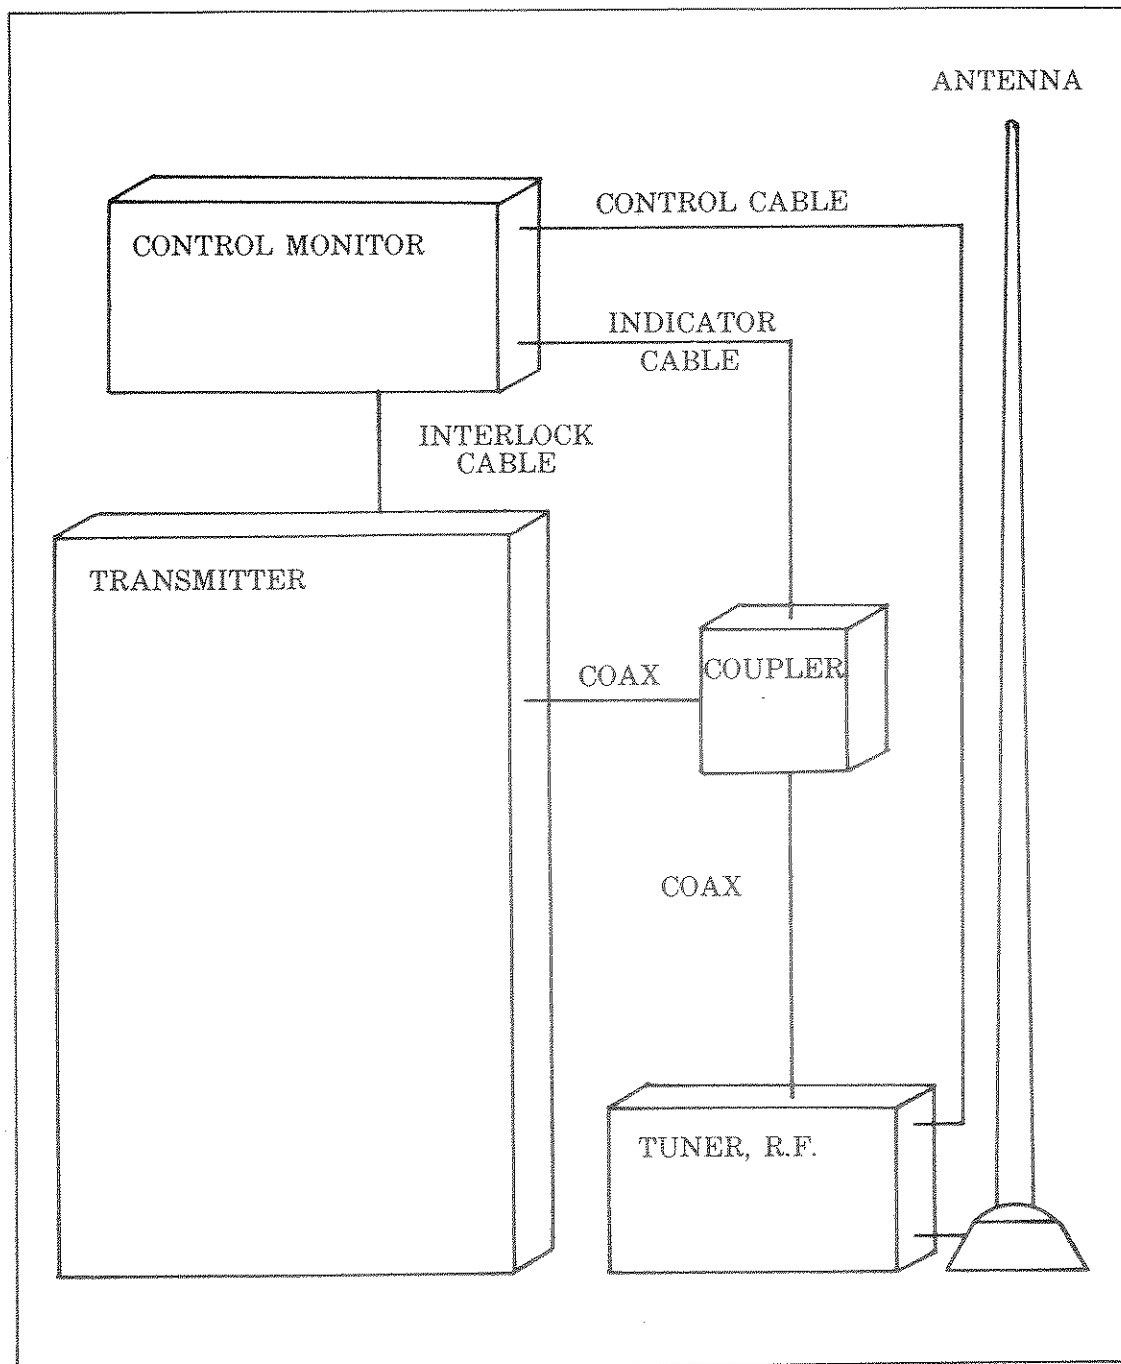 ANTENNA
CONTROL CABLE
CONTROL MONITOR
INDICATOR
CABLE
INTERLOCK
CABLE
TRANSMITTER
COAX
COUPLER
COAX
TUNER, R.F.